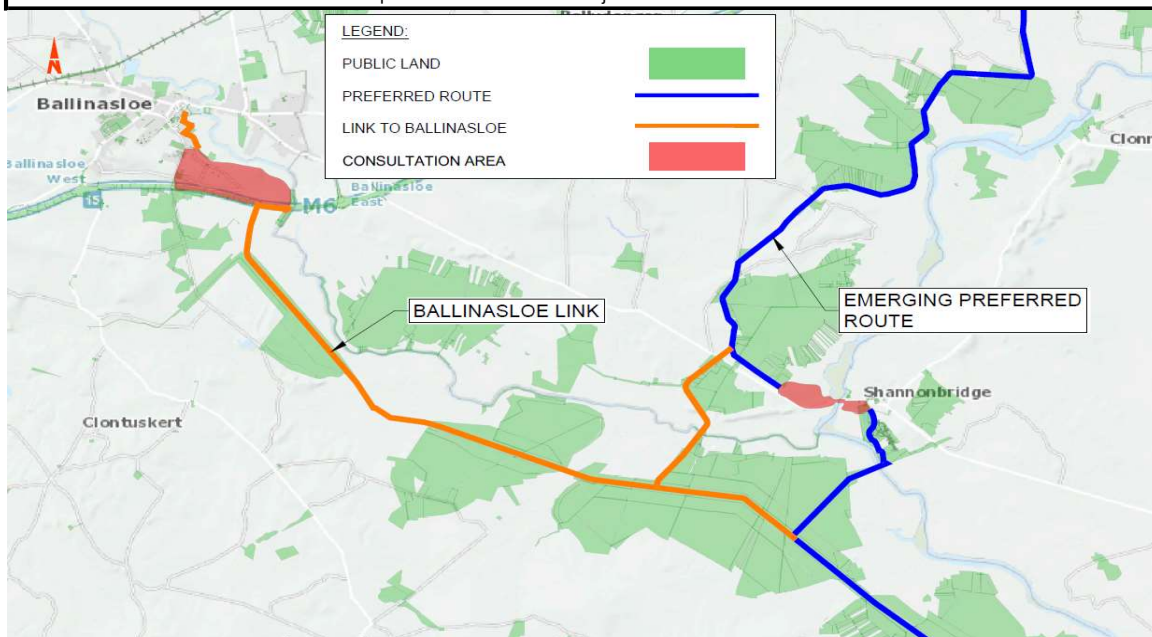 LEGEND:
PUBLIC LAND
PREFERRED ROUTE
LINK TO BALLINASLOE
CONSULTATION AREA
Ballinasloe
Ballinasloe
West
15
Ballinasloe
East
M6
BALLINASLOE LINK
EMERGING PREFERRED
ROUTE
Shannonbridge
Clontuskert